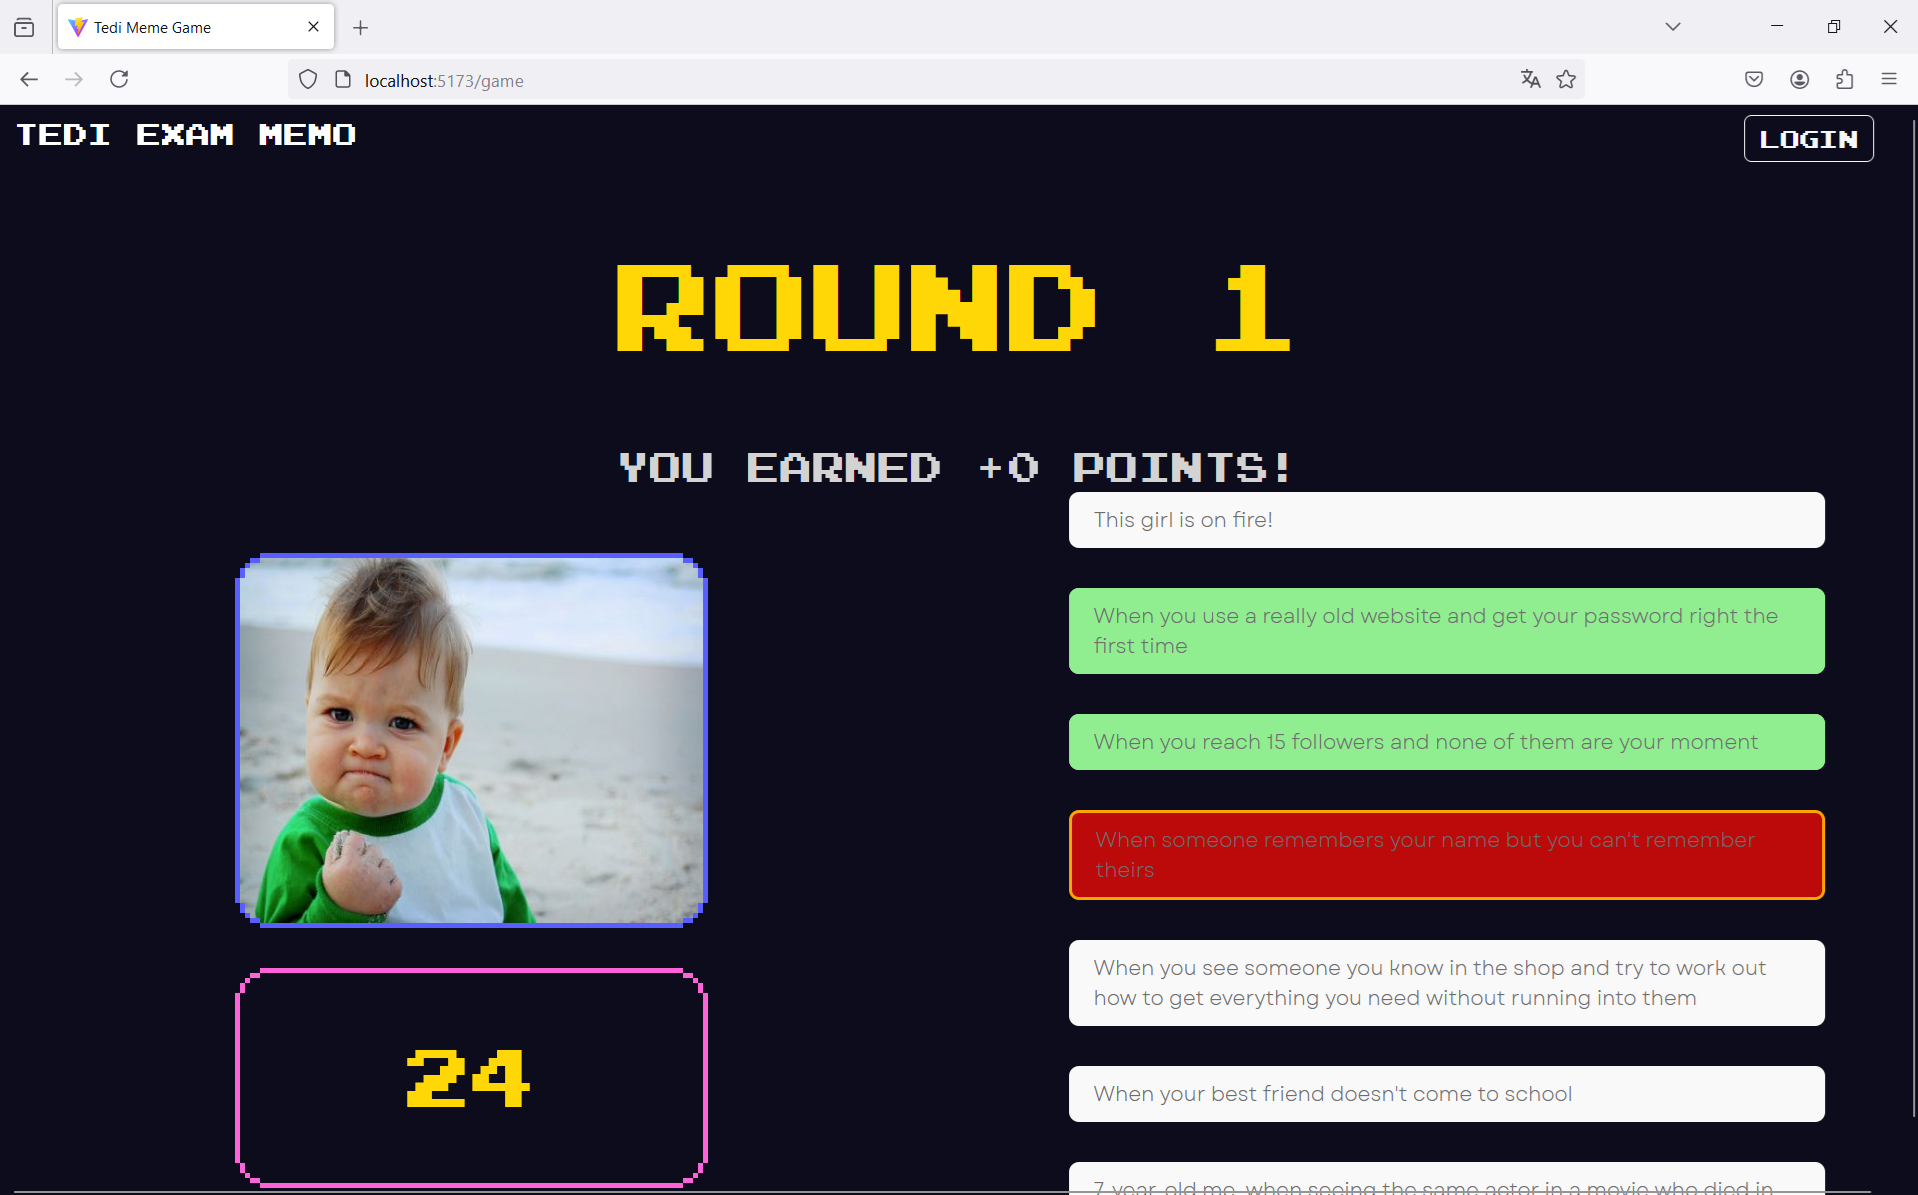 Tedi Meme Game
localhost:5173/game
TEDI EXAM MEMO
LOGIN
ROUND 1
YOU EARNED +0 POINTS!
This girl is on fire!
When you use a really old website and get your password right the
first time
When you reach 15 followers and none of them are your moment
When someone remembers your name but you can't remember
theirs
When you see someone you know in the shop and try to work out
how to get everything you need without running into them
When your best friend doesn't come to school
7-year-old me, when seeing the same actor in a movie who died in
24